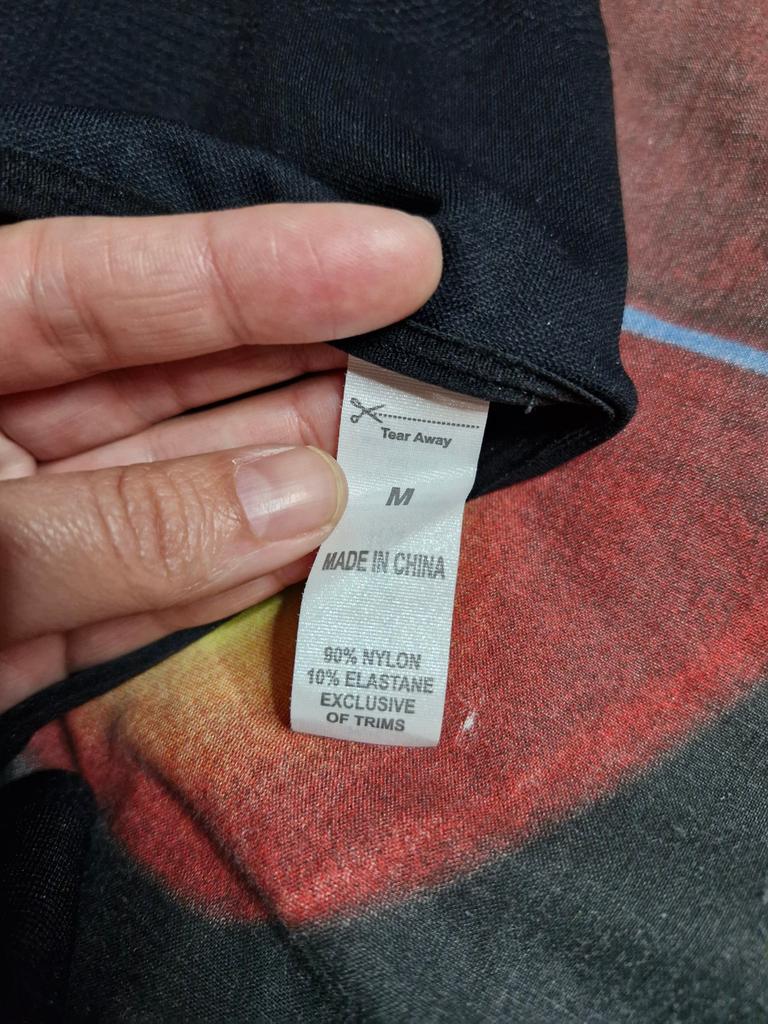 Tear Away
M
MADE IN CHINA
90% NYLON
10% ELASTANE
EXCLUSIVE
OF TRIMS